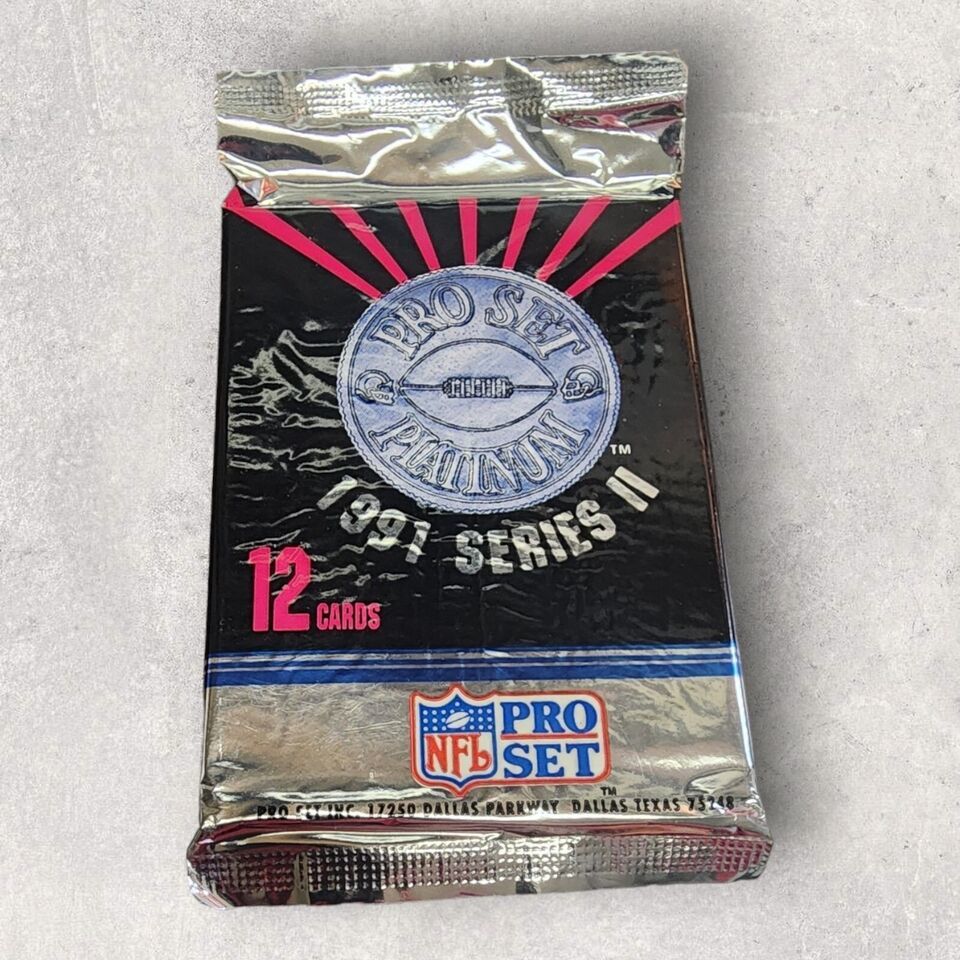 PRO SET
PLATINUM
TM
1991 SERIES II
12 CARDS
NFL
PRO
SET
TM
PRO SET INC. 17250 DALLAS PARKWAY DALLAS TEXAS 75248